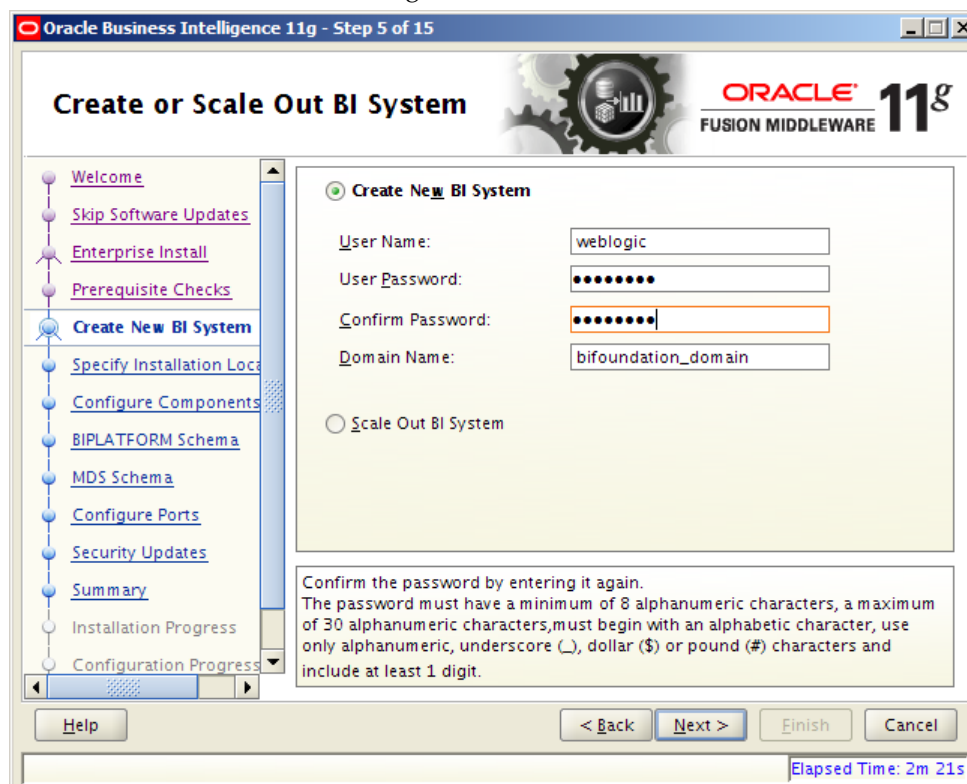 Oracle Business Intelligence 11g - Step 5 of 15
Create or Scale Out BI System
ORACLE
FUSION MIDDLEWARE
11g
Welcome
Skip Software Updates
Enterprise Install
Prerequisite Checks
Create New BI System
Specify Installation Loca
Configure Components
BIPLATFORM Schema
MDS Schema
Configure Ports
Security Updates
Summary
Installation Progress
Configuration Progress
Create New BI System
User Name: weblogic
User Password: ●●●●●●●●
Confirm Password: ●●●●●●●●
Domain Name: bifoundation_domain
Scale Out BI System
Confirm the password by entering it again.
The password must have a minimum of 8 alphanumeric characters, a maximum
of 30 alphanumeric characters,must begin with an alphabetic character, use
only alphanumeric, underscore (_), dollar ($) or pound (#) characters and
include at least 1 digit.
Help
< Back Next > Finish Cancel
Elapsed Time: 2m 21s